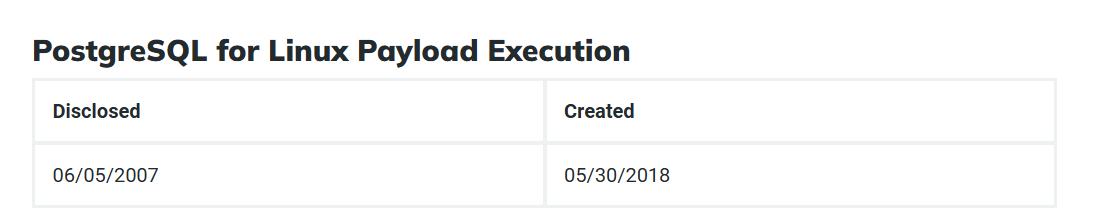 PostgreSQL for Linux Payload Execution
Disclosed Created
06/05/2007 05/30/2018